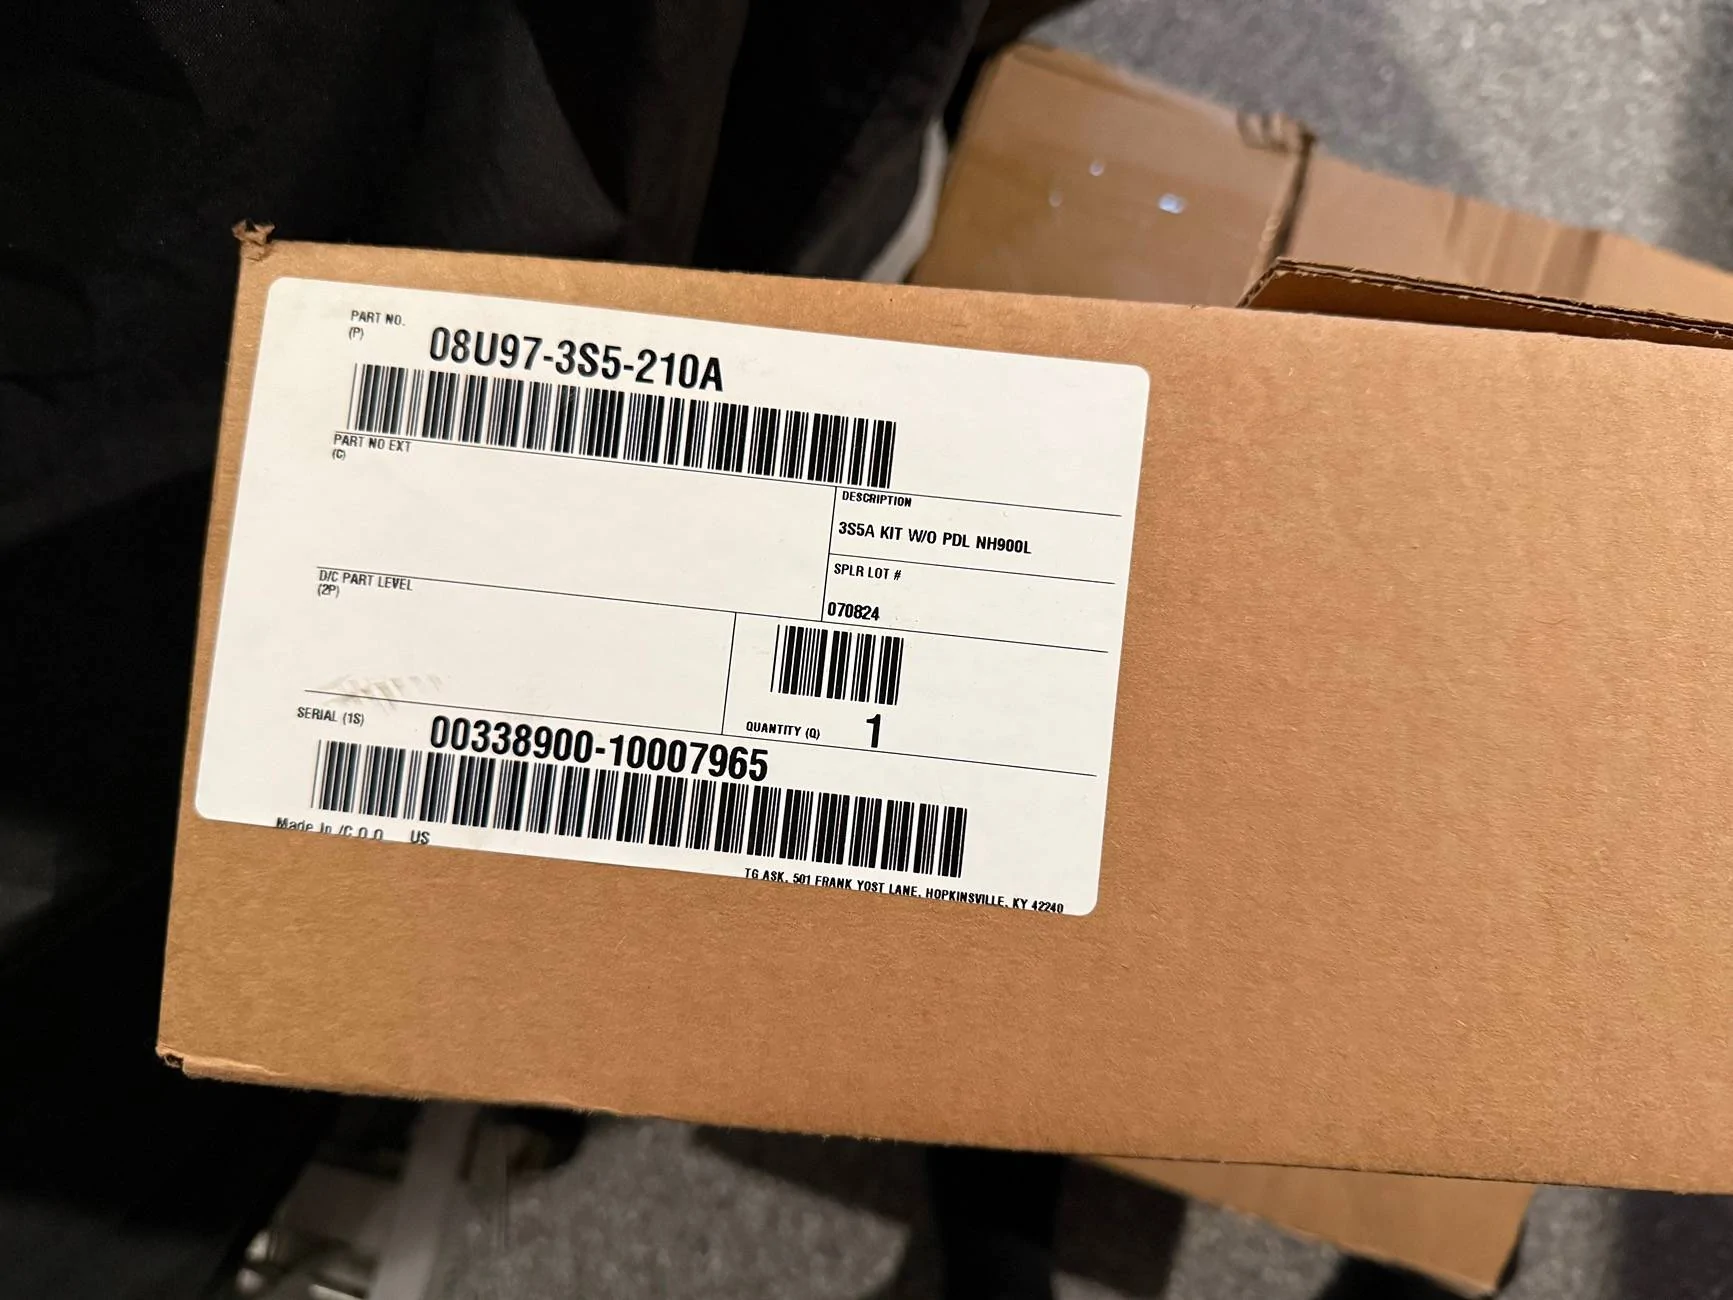 PART NO.
(P)
08U97-3S5-210A
PART NO EXT
(C)
DESCRIPTION
3S5A KIT W/O PDL NH900L
SPLR LOT #
070824
D/C PART LEVEL
(2P)
QUANTITY (Q) 1
SERIAL (1S)
00338900-10007965
Made In /C.O.O. US
TG ASK, 501 FRANK YOST LANE, HOPKINSVILLE, KY 42240